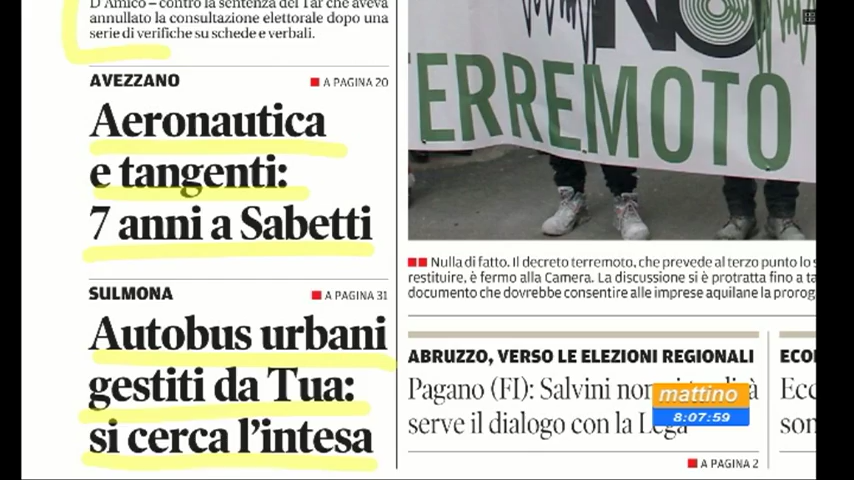 D'Amico – contro la sentenza del Tar che aveva
annullato la consultazione elettorale dopo una
serie di verifiche su schede e verbali.
AVEZZANO
A PAGINA 20
Aeronautica
e tangenti:
7 anni a Sabetti
SULMONA
A PAGINA 31
Autobus urbani
gestiti da Tua:
si cerca l'intesa
NO
TERREMOTO
Nulla di fatto. Il decreto terremoto, che prevede al terzo punto lo
restituire, è fermo alla Camera. La discussione si è protratta fino a
documento che dovrebbe consentire alle imprese aquilane la
ABRUZZO, VERSO LE ELEZIONI REGIONALI
Pagano (FI): Salvini non
serve il dialogo con la Lega
A PAGINA 2
mattino
8:07:59